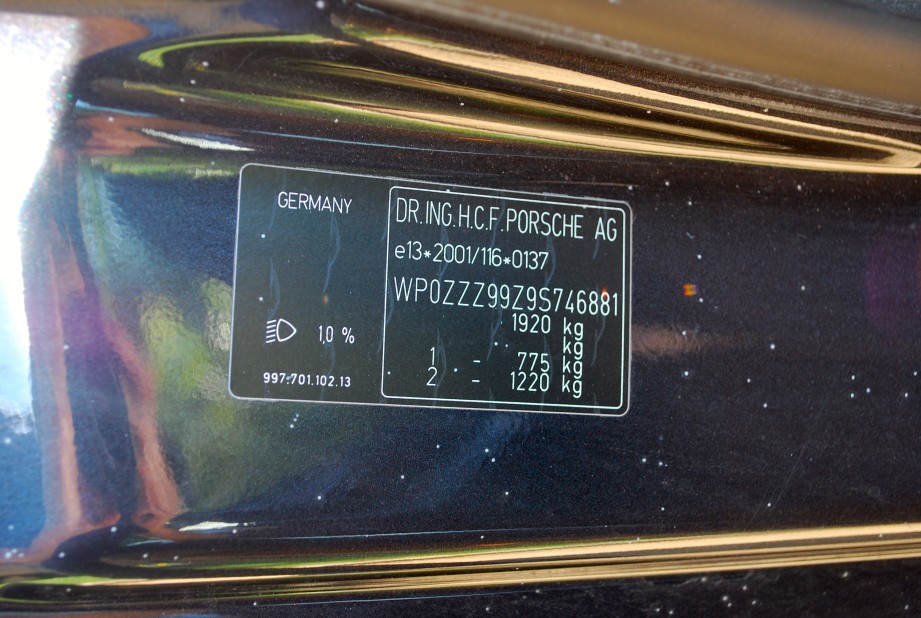 GERMANY
1,0 %
997.701.102.13
DR.ING.H.C.F.PORSCHE AG
e13*2001/116*0137
WP0ZZZ99Z9S746881
1920 kg
kg
1 - 775 kg
2 - 1220 kg